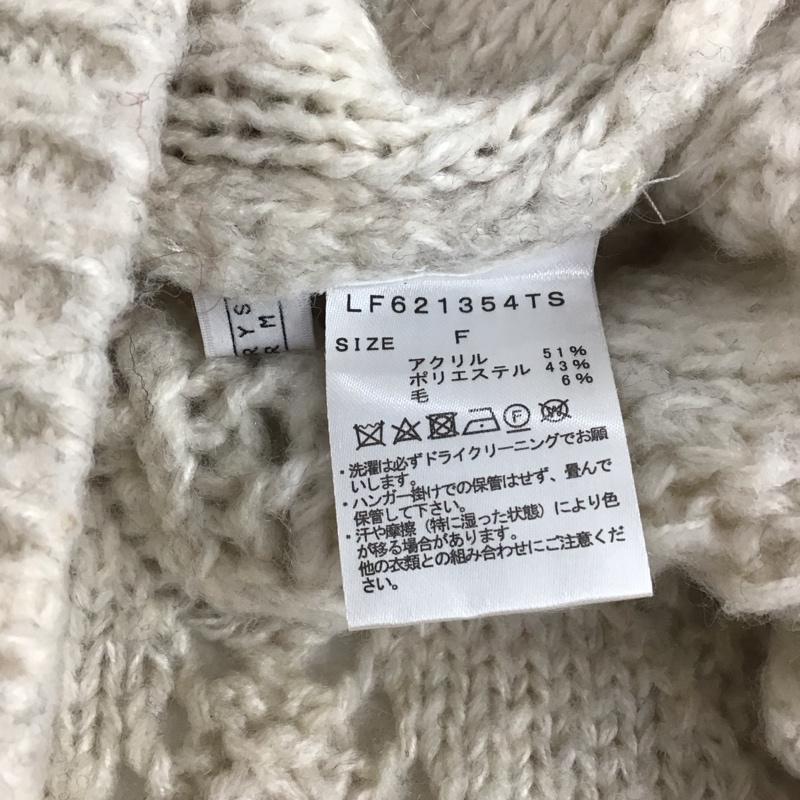 LF621354TS
SIZE F
アクリル 51%
ポリエステル 43%
毛 6%
F
W
・洗濯は必ずドライクリーニングでお願
いします。
・ハンガー掛けでの保管はせず、畳んで
保管して下さい。
・汗や摩擦(特に湿った状態)により色
が移る場合があります。
他の衣類との組み合わせにご注意くだ
さい。
RYS
RM